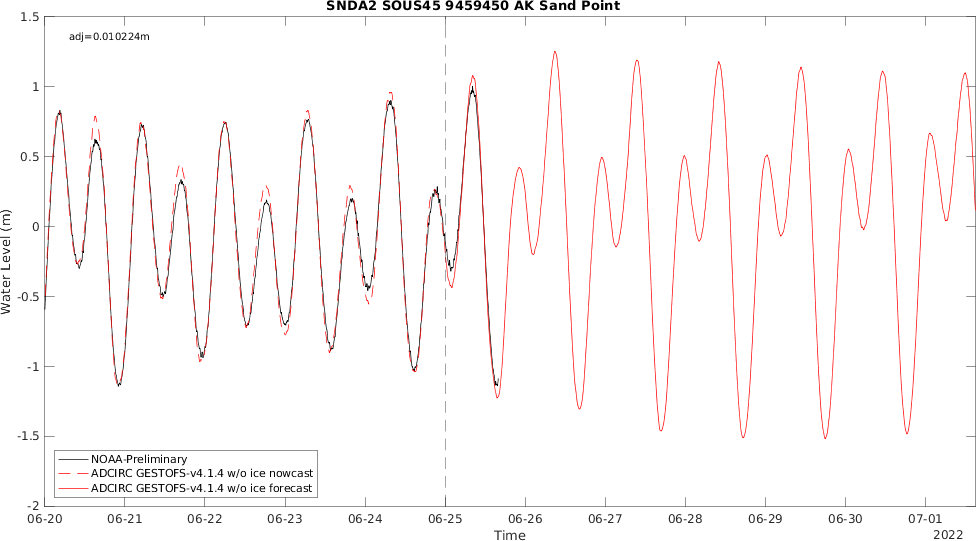 SNDA2 SOUS45 9459450 AK Sand Point
adj=0.010224m
1.5
1
0.5
0
-0.5
-1
-1.5
-2
Water Level (m)
NOAA-Preliminary
ADCIRC GESTOFS-v4.1.4 w/o ice nowcast
ADCIRC GESTOFS-v4.1.4 w/o ice forecast
06-20 06-21 06-22 06-23 06-24 06-25 06-26 06-27 06-28 06-29 06-30 07-01
2022
Time